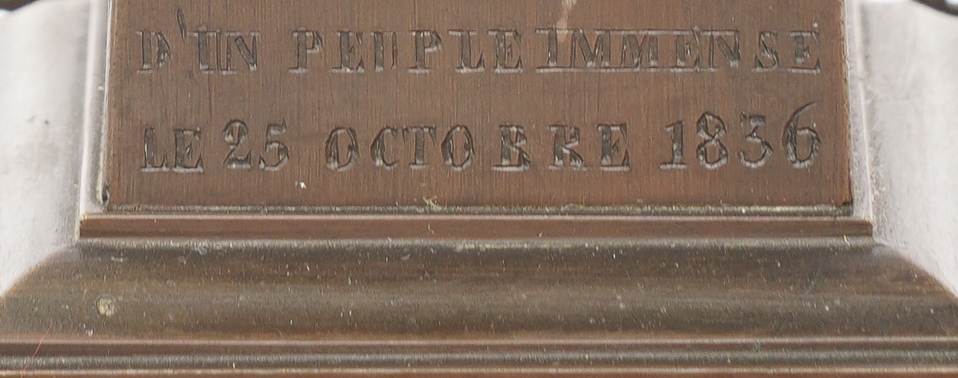 D'UN PEUPLE IMMENSE
LE 25 OCTOBRE 1836